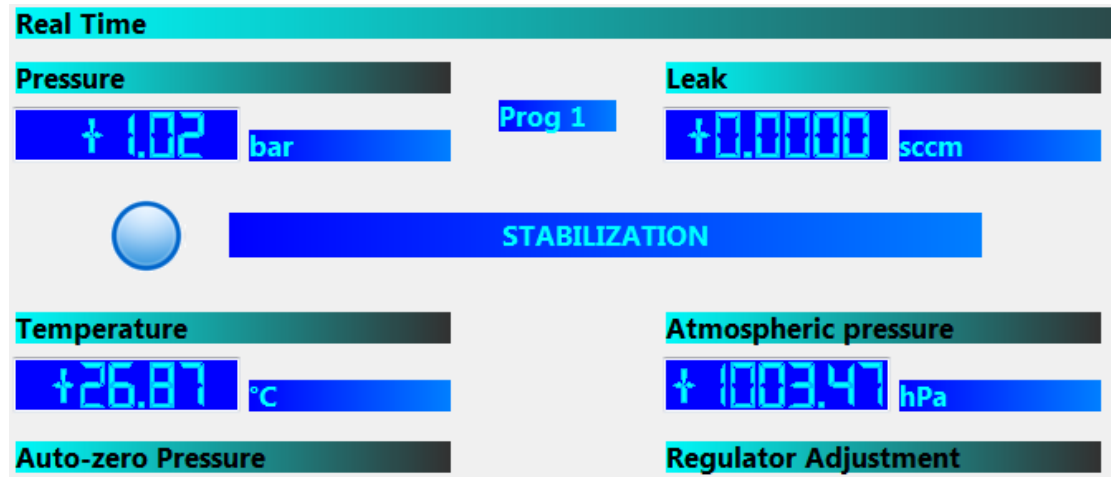 Real Time
Pressure
Leak
+1.02 bar
Prog 1
+0.0000 sccm
STABILIZATION
Temperature
Atmospheric pressure
+26.87 °C
+1003.47 hPa
Auto-zero Pressure
Regulator Adjustment